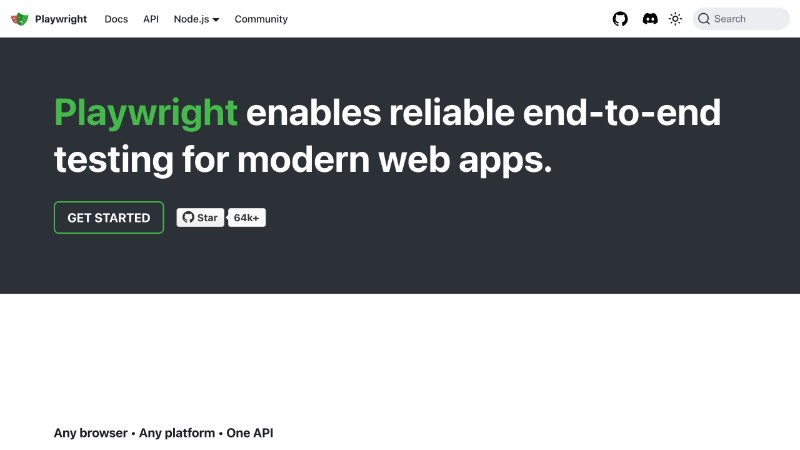 Playwright Docs API Node.js Community Search
Playwright enables reliable end-to-end
testing for modern web apps.
GET STARTED Star 64k+
Any browser • Any platform • One API